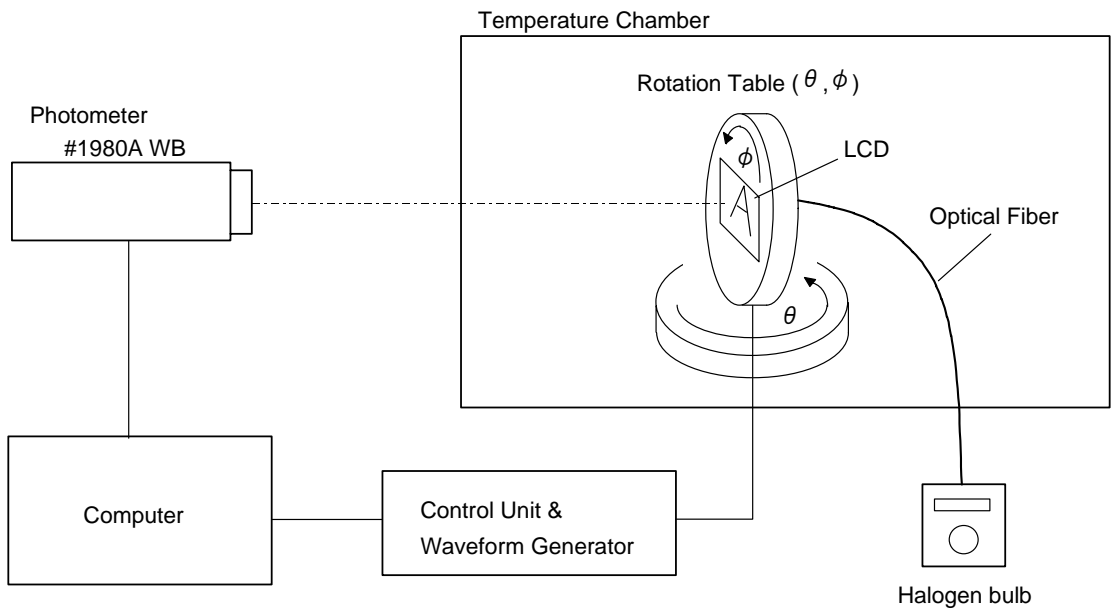 Temperature Chamber
Rotation Table ( θ , φ )
Photometer
#1980A WB
φ
LCD
A
Optical Fiber
θ
Computer
Control Unit &
Waveform Generator
Halogen bulb